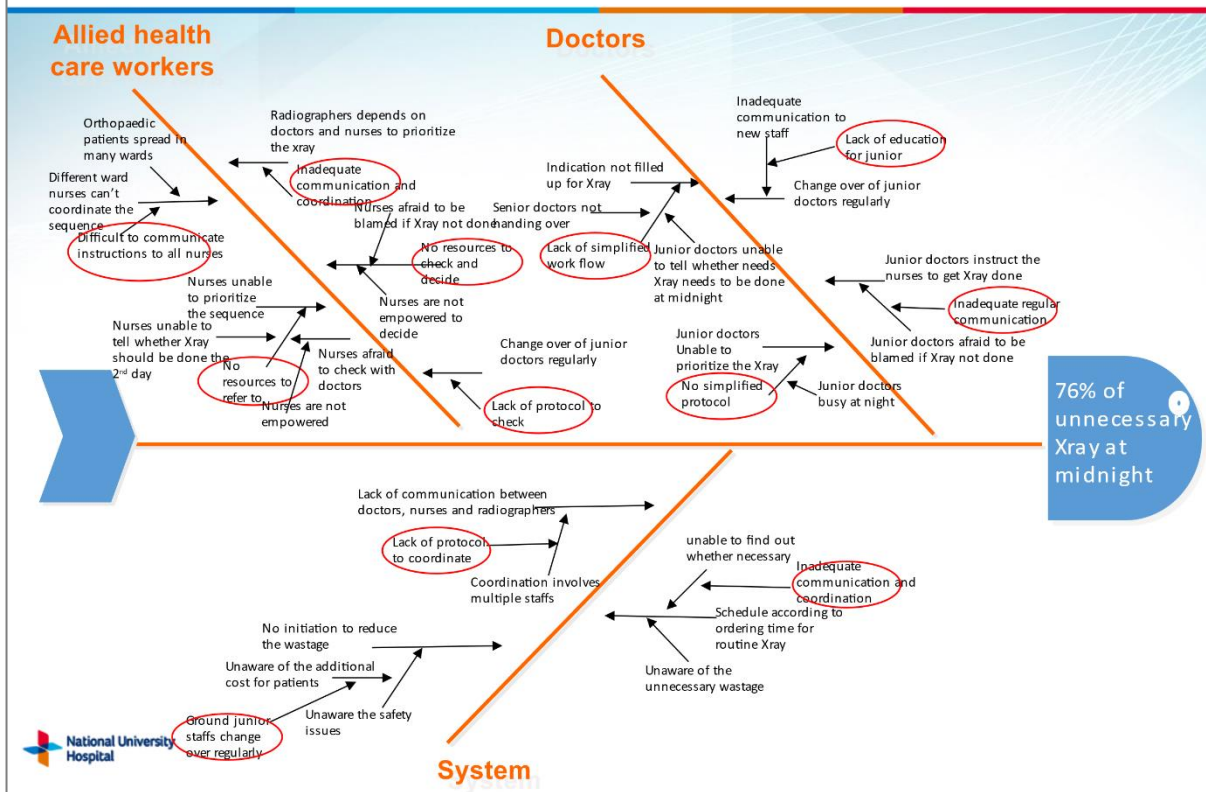 Allied health
care workers
Doctors
Orthopaedic
patients spread in
many wards
Different ward
nurses can't
coordinate the
sequence
Difficult to communicate
instructions to all nurses
Radiographers depends on
doctors and nurses to prioritize
the xray
Inadequate
communication and
coordination
Nurses afraid to be
blamed if Xray not done
No resources to
check and
decide
Nurses are not
empowered to
decide
Nurses unable
to prioritize
the sequence
Nurses unable to
tell whether Xray
should be done the
2nd day
No
resources to
refer to
Nurses afraid
to check with
doctors
Nurses are not
empowered
Change over of junior
doctors regularly
Lack of protocol to
check
Inadequate
communication to
new staff
Lack of education
for junior
Indication not filled
up for Xray
Change over of junior
doctors regularly
Senior doctors not
handing over
Lack of simplified
work flow
Junior doctors unable
to tell whether needs
Xray needs to be done
at midnight
Junior doctors instruct the
nurses to get Xray done
Inadequate regular
communication
Junior doctors afraid to be
blamed if Xray not done
Junior doctors
Unable to
prioritize the Xray
No simplified
protocol
Junior doctors
busy at night
76% of
unnecessary
Xray at
midnight
Lack of communication between
doctors, nurses and radiographers
Lack of protocol
to coordinate
Coordination involves
multiple staffs
unable to find out
whether necessary
Inadequate
communication and
coordination
Schedule according to
ordering time for
routine Xray
Unaware of the
unnecessary wastage
No initiation to reduce
the wastage
Unaware of the additional
cost for patients
Unaware the safety
issues
Ground junior
staffs change
over regularly
National University
Hospital
System